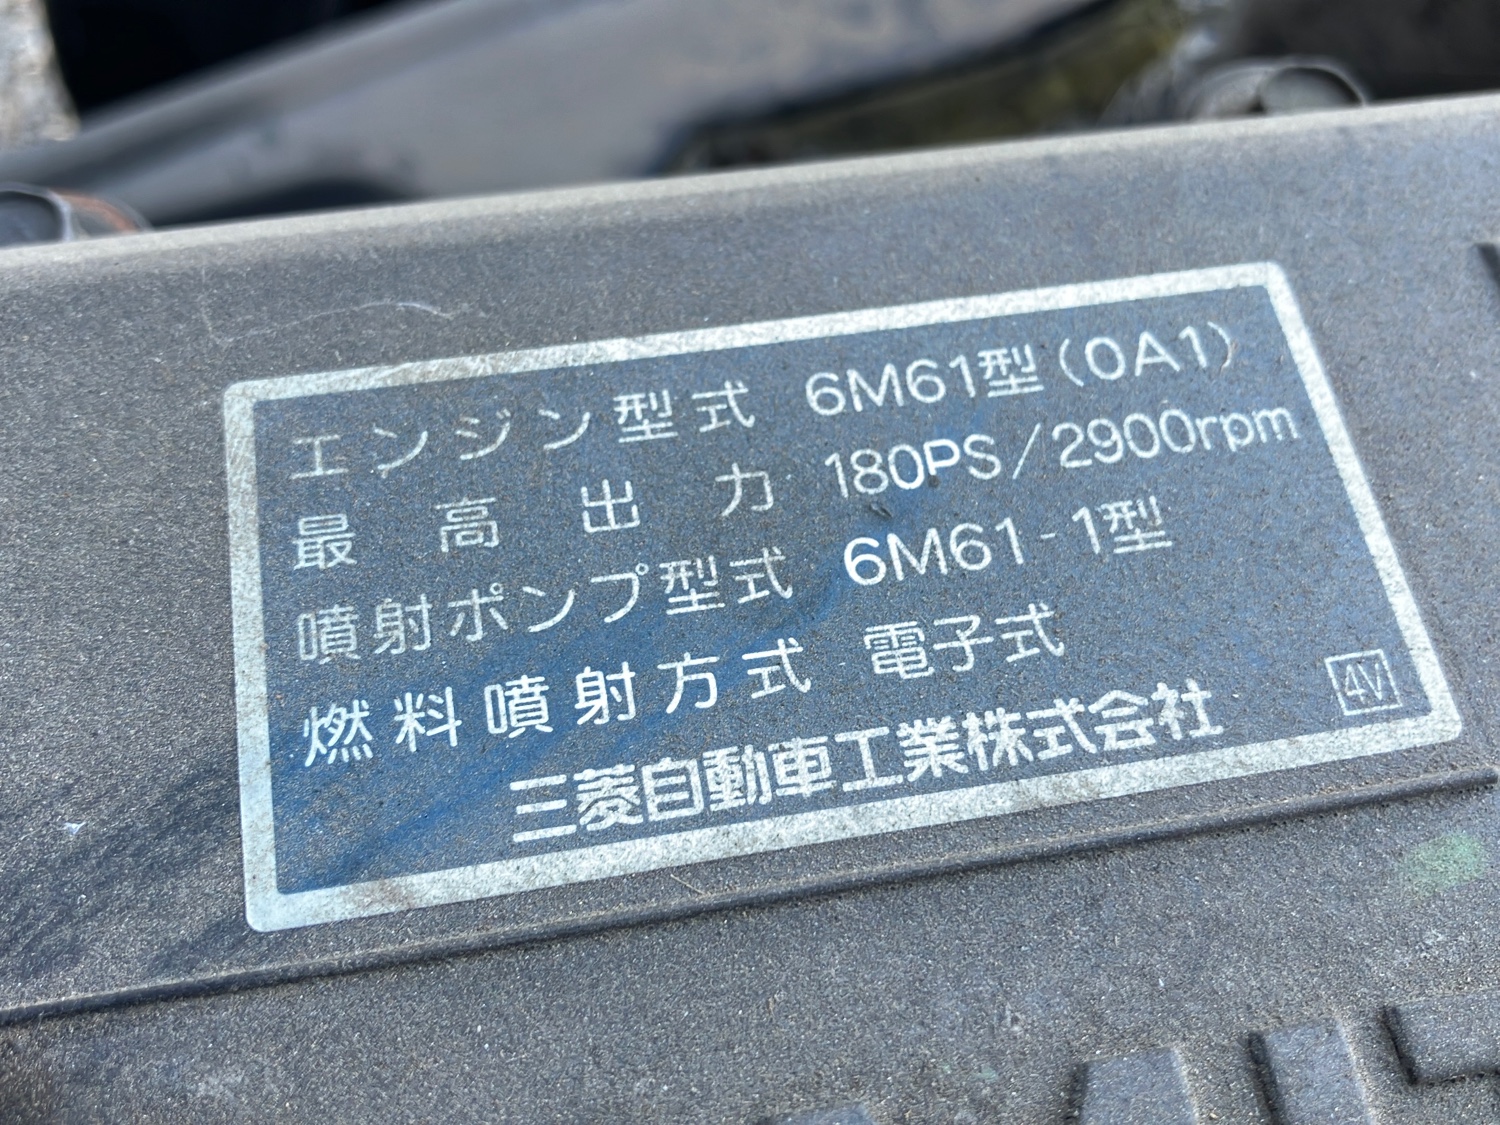 エンジン型式 6M61型(0A1)
最高出力 180PS/2900rpm
噴射ポンプ型式 6M61-1型
燃料噴射方式 電子式
三菱自動車工業株式会社
4V